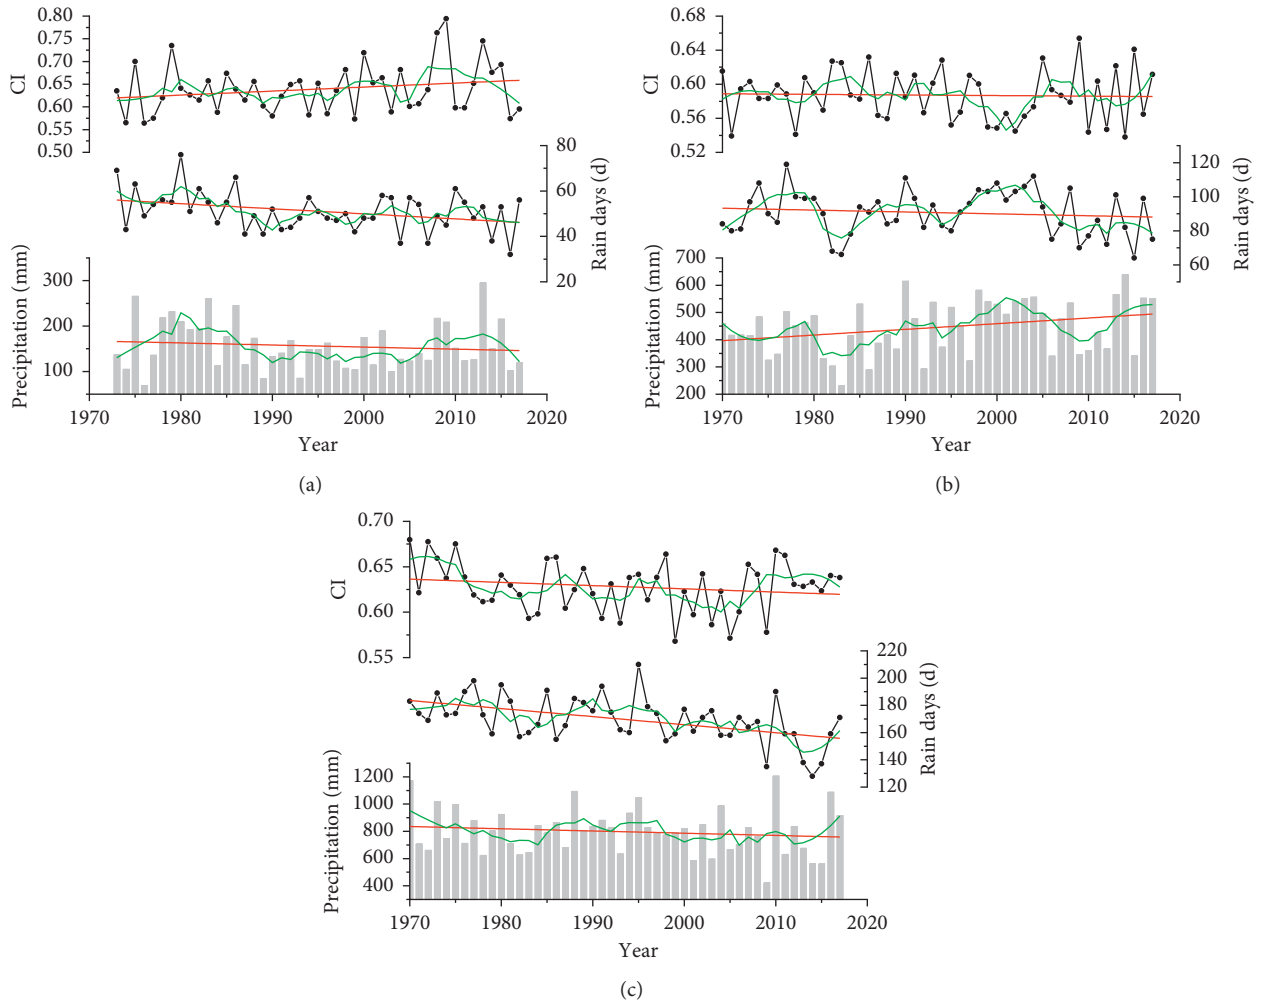 0.80
0.75
0.70
0.65
0.60
0.55
0.50
CI
80
60
40
20
Rain days (d)
300
200
100
Precipitation (mm)
1970 1980 1990 2000 2010 2020
Year
(a)
0.68
0.64
0.60
0.56
0.52
CI
120
100
80
60
Rain days (d)
700
600
500
400
300
200
Precipitation (mm)
1970 1980 1990 2000 2010 2020
Year
(b)
0.70
0.65
0.60
0.55
CI
220
200
180
160
140
120
Rain days (d)
1200
1000
800
600
400
Precipitation (mm)
1970 1980 1990 2000 2010 2020
Year
(c)